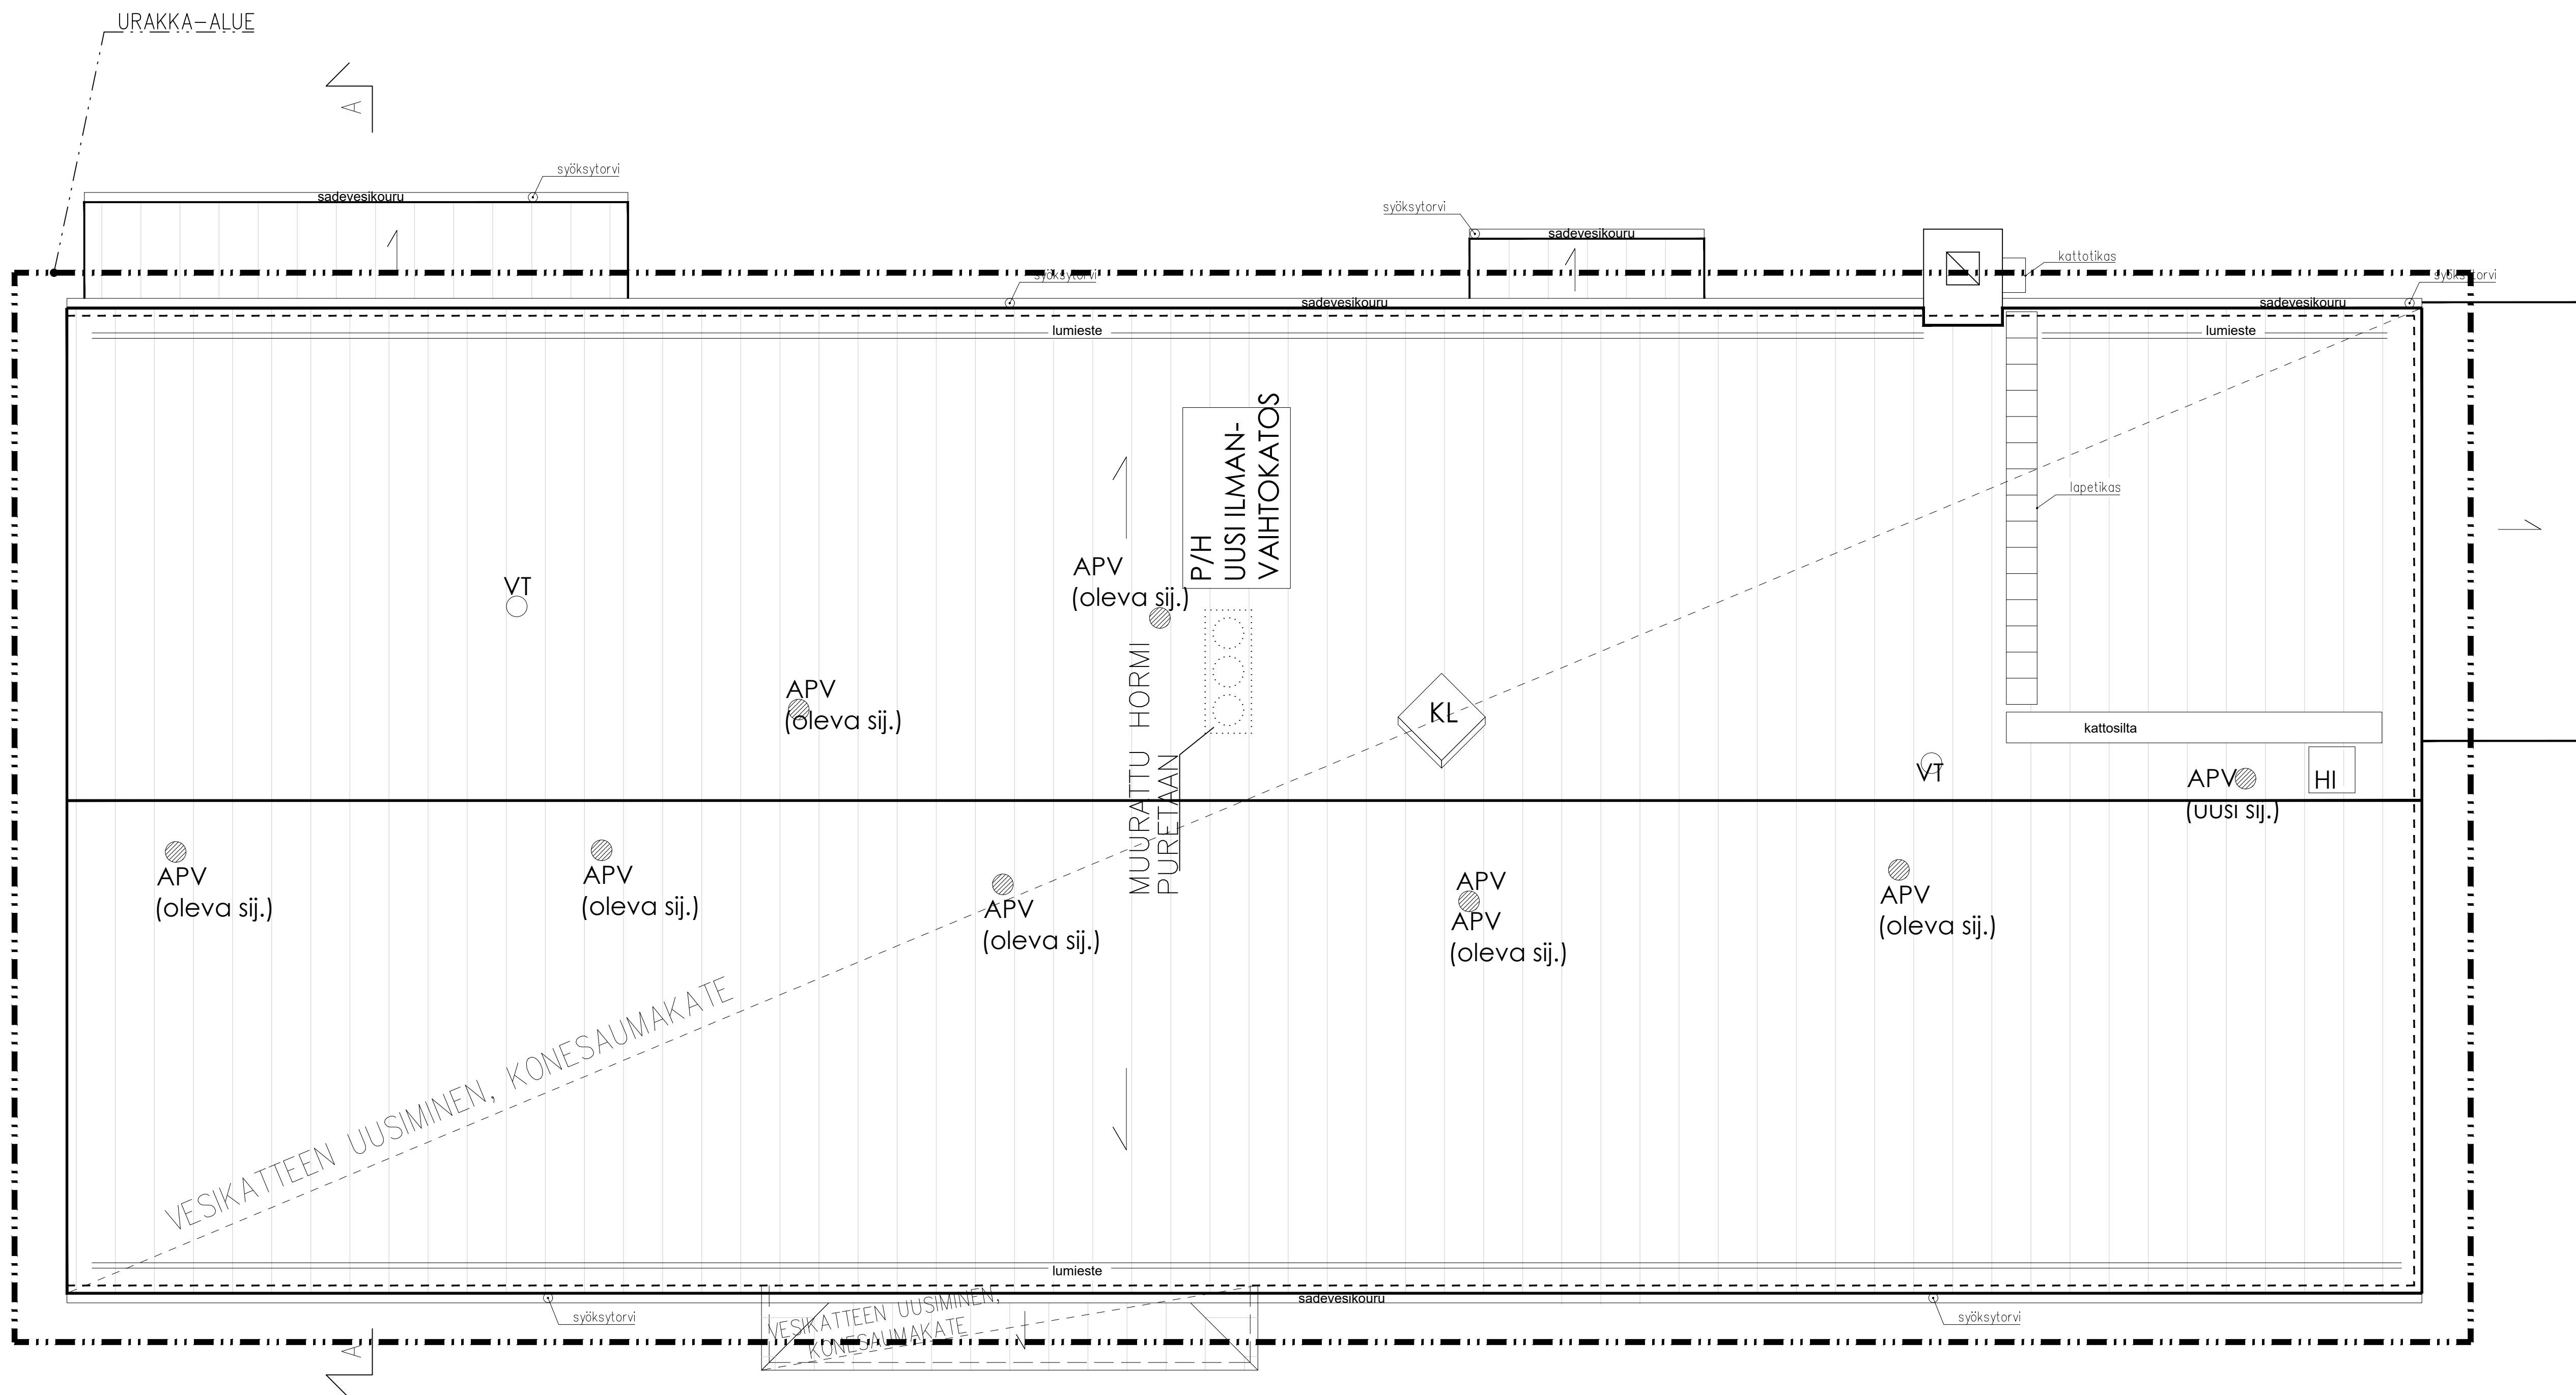 URAKKA-ALUE
A
syöksytorvi
sadevesikouru
syöksytorvi
sadevesikouru
kattotikas
syöksytorvi
syöksytorvi
sadevesikouru
sadevesikouru
lumieste
lumieste
P/H
UUSI ILMAN-
VAIHTOKATOS
lapetikas
VT
APV
(oleva sij.)
APV
(oleva sij.)
MUURATTU HORMI
PURETAAN
KL
kattosilta
VT
APV
(uusi sij.)
HI
APV
(oleva sij.)
APV
(oleva sij.)
APV
(oleva sij.)
APV
APV
(oleva sij.)
APV
(oleva sij.)
VESIKATTEEN UUSIMINEN, KONESAUMAKATE
lumieste
sadevesikouru
syöksytorvi
VESIKATTEEN UUSIMINEN,
KONESAUMAKATE
syöksytorvi
A